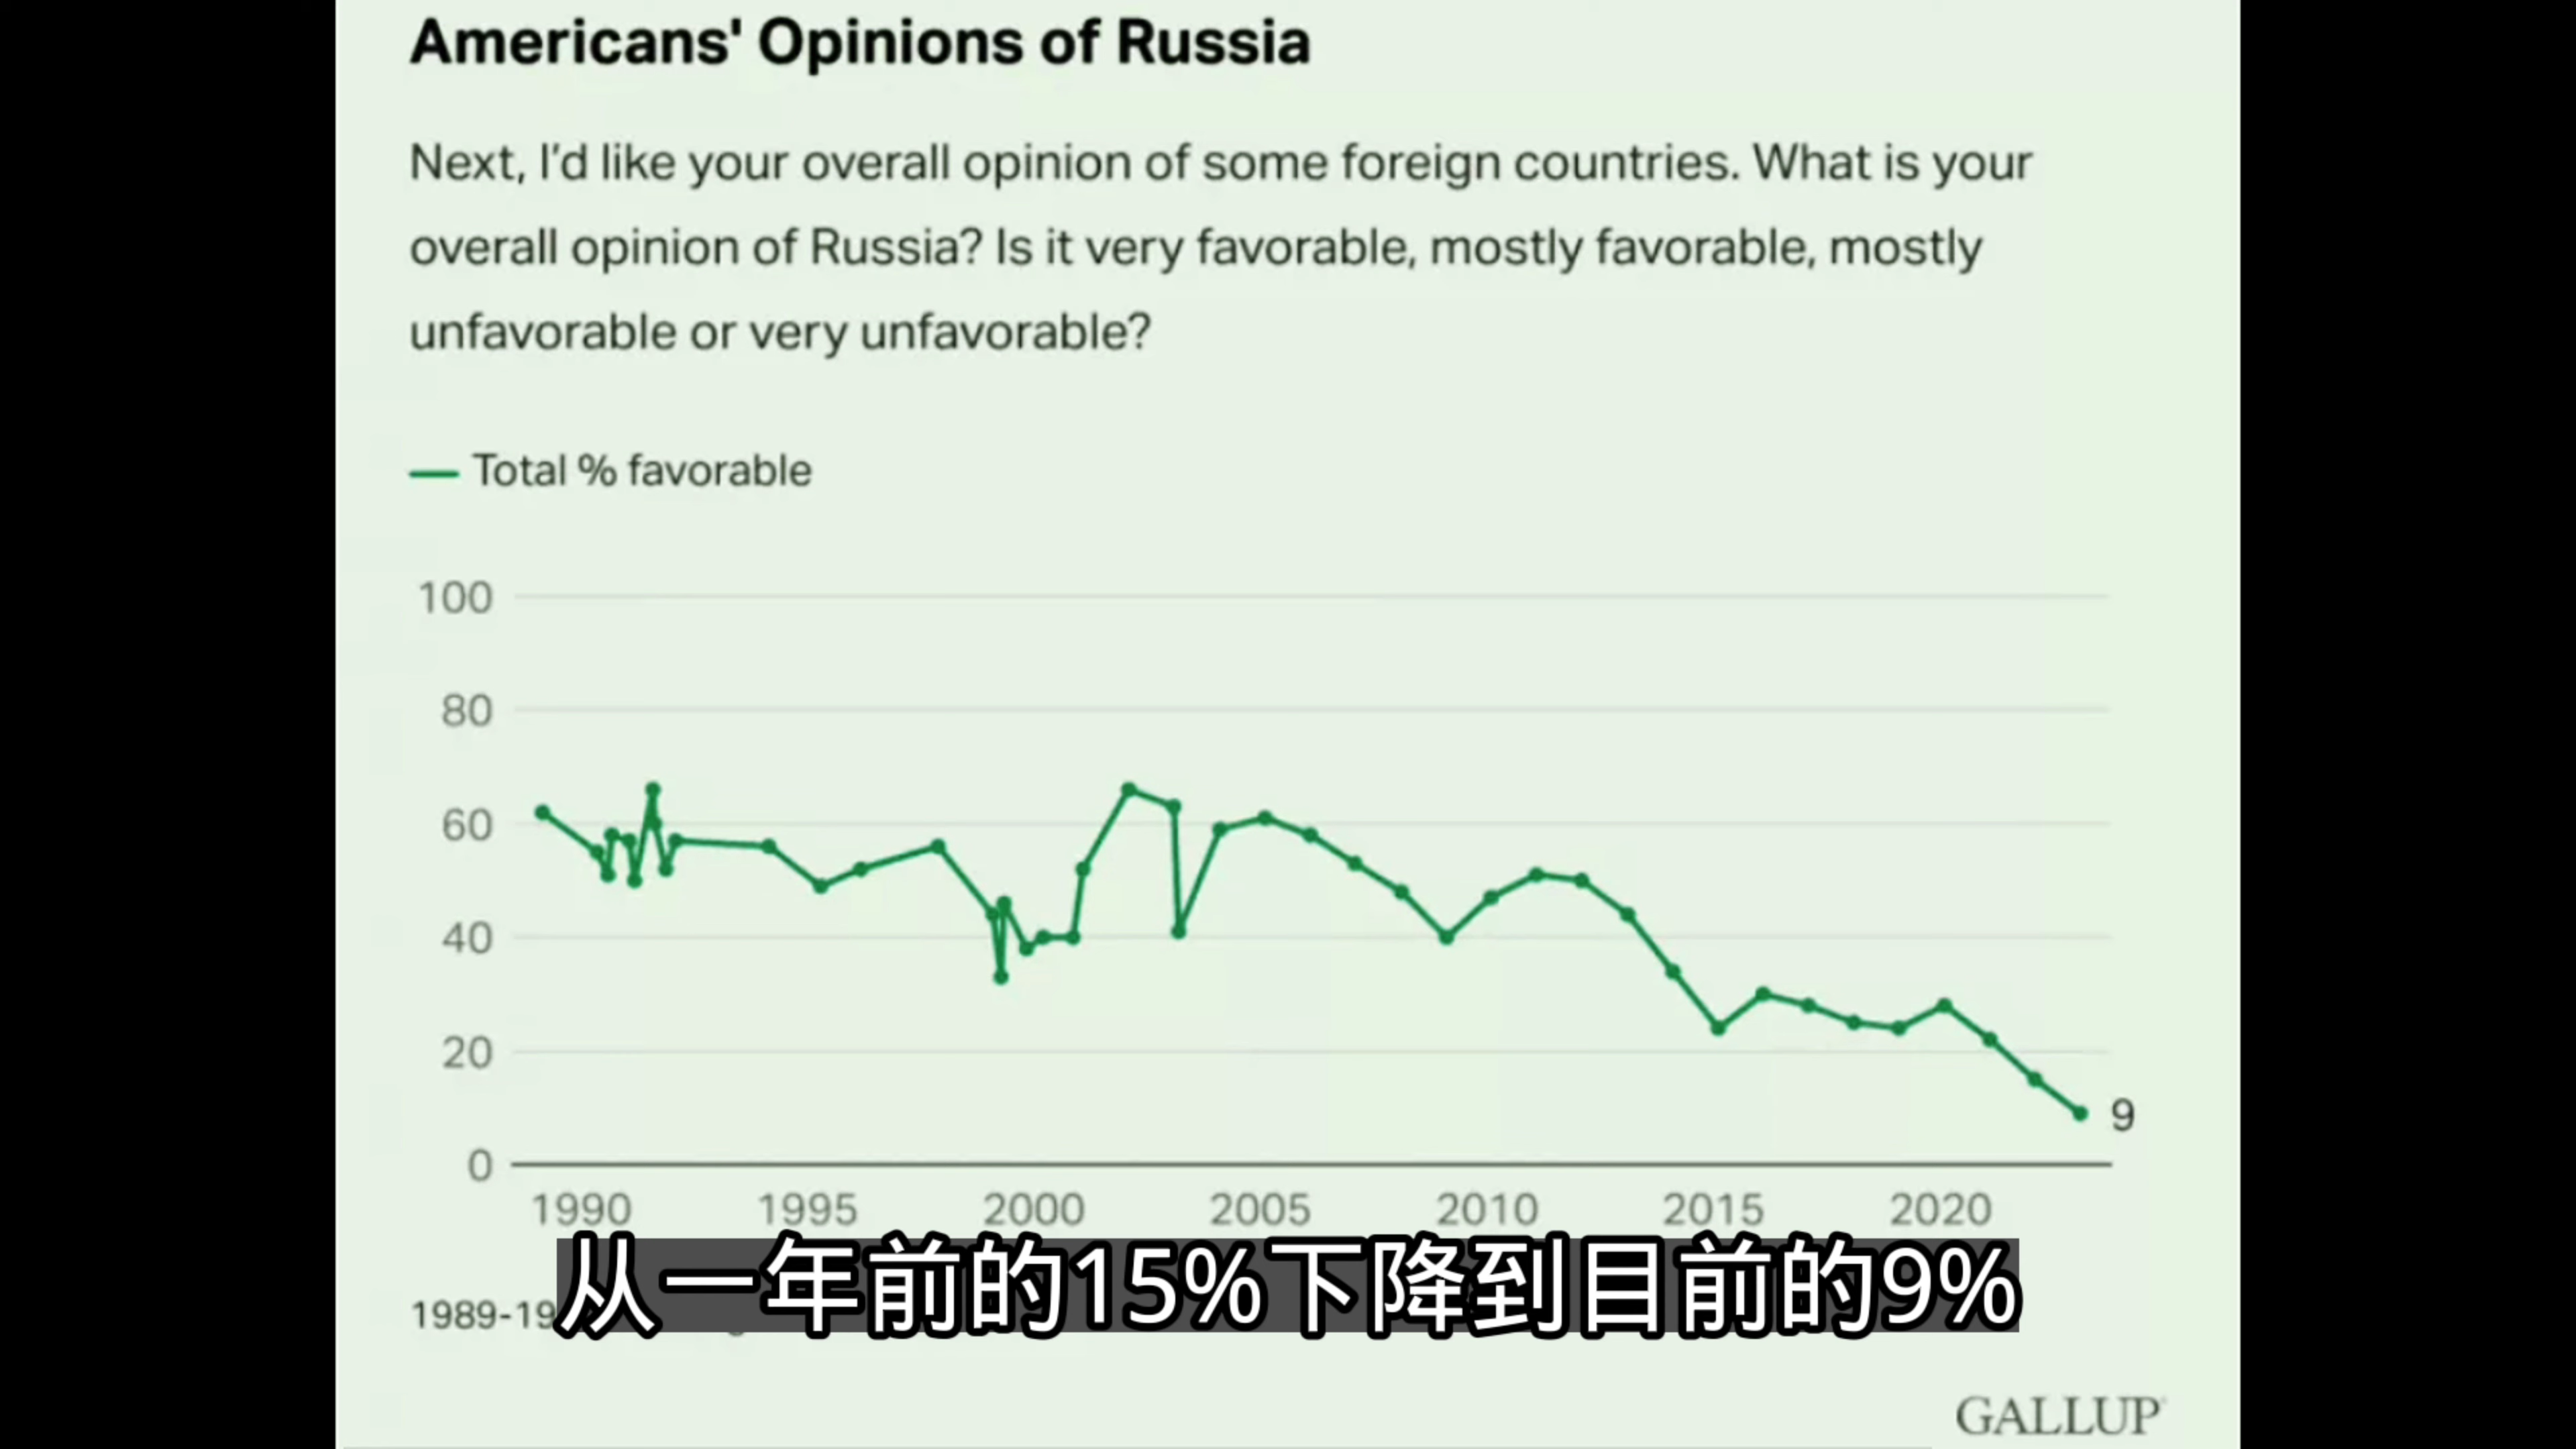 Americans' Opinions of Russia
Next, I'd like your overall opinion of some foreign countries. What is your
overall opinion of Russia? Is it very favorable, mostly favorable, mostly
unfavorable or very unfavorable?
Total % favorable
100
80
60
40
20
9
0
1990 1995 2000 2005 2010 2015 2020
从一年前的15%下降到目前的9%
1989-19
GALLUP